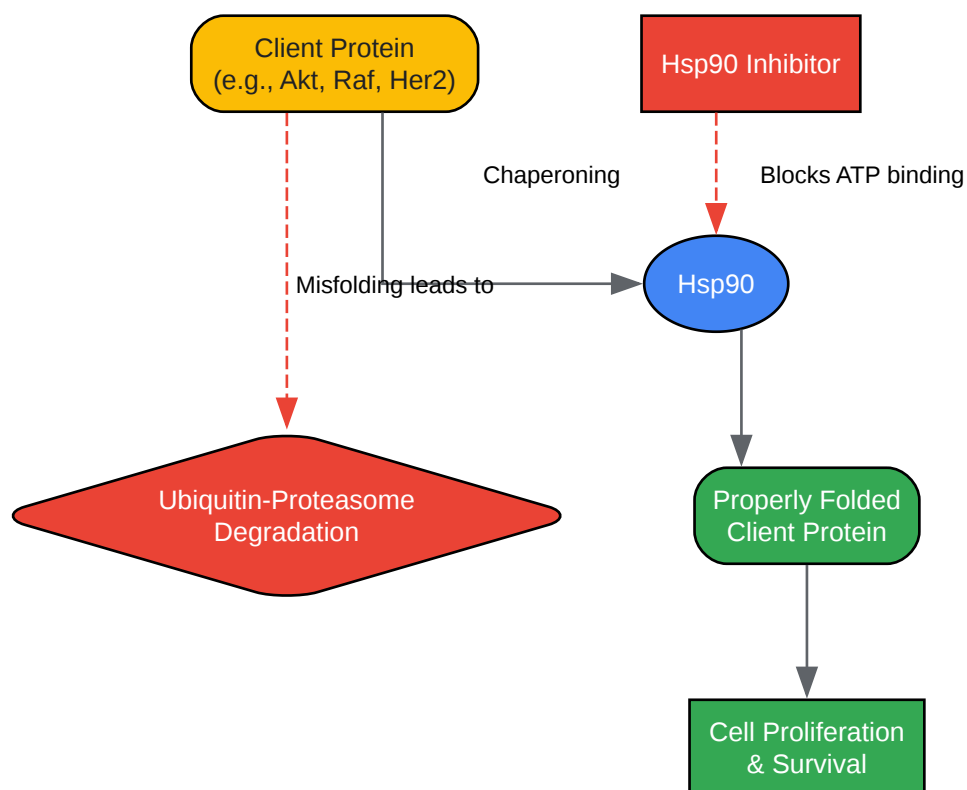 Client Protein
(e.g., Akt, Raf, Her2)
Hsp90 Inhibitor
Chaperoning
Blocks ATP binding
Misfolding leads to
Hsp90
Ubiquitin-Proteasome
Degradation
Properly Folded
Client Protein
Cell Proliferation
& Survival